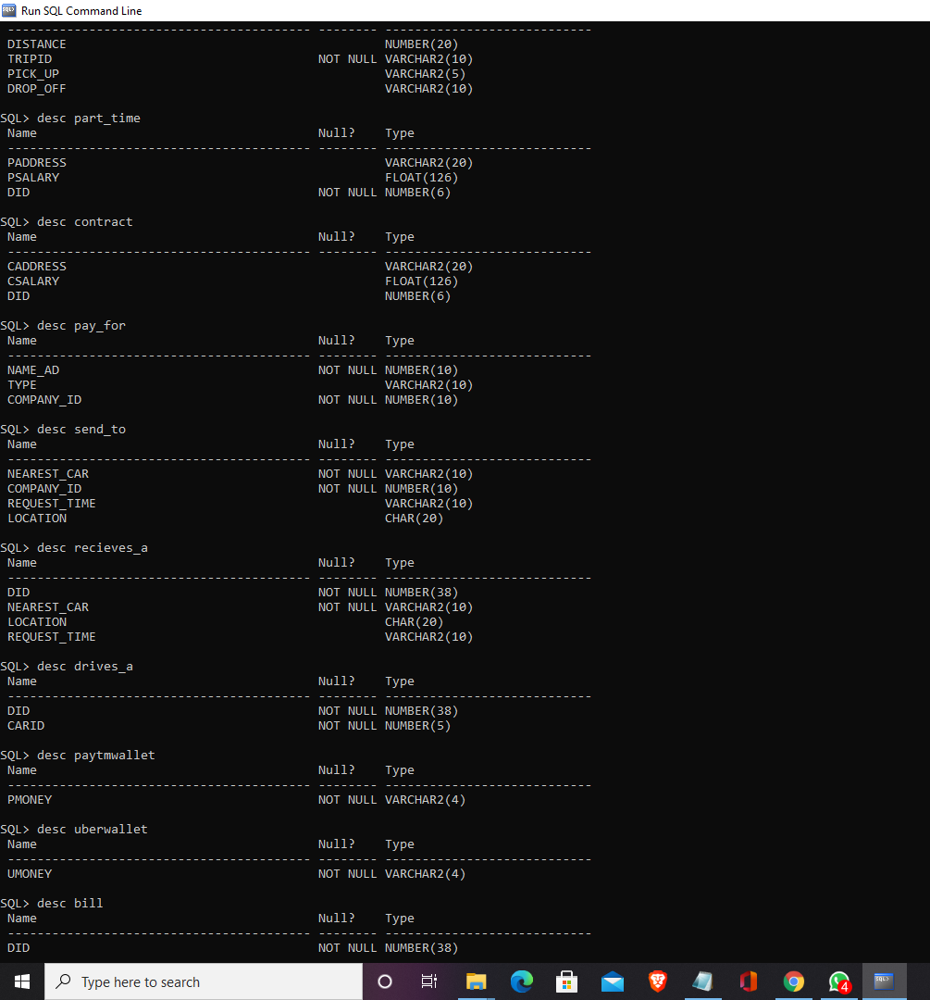 Run SQL Command Line
----------------------------------------- -------- ----------------------------
DISTANCE NUMBER(20)
TRIPID NOT NULL VARCHAR2(10)
PICK_UP VARCHAR2(5)
DROP_OFF VARCHAR2(10)
SQL> desc part_time
Name Null? Type
----------------------------------------- -------- ----------------------------
PADDRESS VARCHAR2(20)
PSALARY FLOAT(126)
DID NOT NULL NUMBER(6)
SQL> desc contract
Name Null? Type
----------------------------------------- -------- ----------------------------
CADDRESS VARCHAR2(20)
CSALARY FLOAT(126)
DID NUMBER(6)
SQL> desc pay_for
Name Null? Type
----------------------------------------- -------- ----------------------------
NAME_AD NOT NULL NUMBER(10)
TYPE VARCHAR2(10)
COMPANY_ID NOT NULL NUMBER(10)
SQL> desc send_to
Name Null? Type
----------------------------------------- -------- ----------------------------
NEAREST_CAR NOT NULL VARCHAR2(10)
COMPANY_ID NOT NULL NUMBER(10)
REQUEST_TIME VARCHAR2(10)
LOCATION CHAR(20)
SQL> desc recieves_a
Name Null? Type
----------------------------------------- -------- ----------------------------
DID NOT NULL NUMBER(38)
NEAREST_CAR NOT NULL VARCHAR2(10)
LOCATION CHAR(20)
REQUEST_TIME VARCHAR2(10)
SQL> desc drives_a
Name Null? Type
----------------------------------------- -------- ----------------------------
DID NOT NULL NUMBER(38)
CARID NOT NULL NUMBER(5)
SQL> desc paytmwallet
Name Null? Type
----------------------------------------- -------- ----------------------------
PMONEY NOT NULL VARCHAR2(4)
SQL> desc uberwallet
Name Null? Type
----------------------------------------- -------- ----------------------------
UMONEY NOT NULL VARCHAR2(4)
SQL> desc bill
Name Null? Type
----------------------------------------- -------- ----------------------------
DID NOT NULL NUMBER(38)
Type here to search
4
SQL>